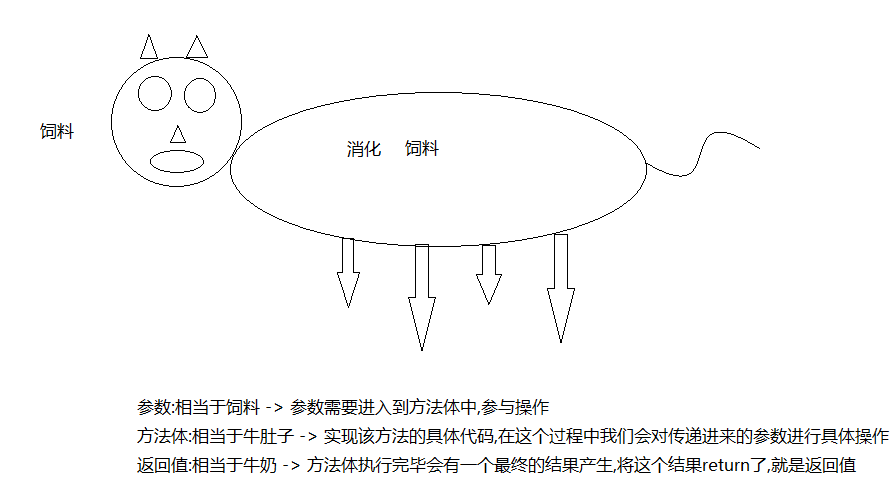 饲料
消化 饲料
参数:相当于饲料 -> 参数需要进入到方法体中,参与操作
方法体:相当于牛肚子 -> 实现该方法的具体代码,在这个过程中我们会对传递进来的参数进行具体操作
返回值:相当于牛奶 -> 方法体执行完毕会有一个最终的结果产生,将这个结果return了,就是返回值